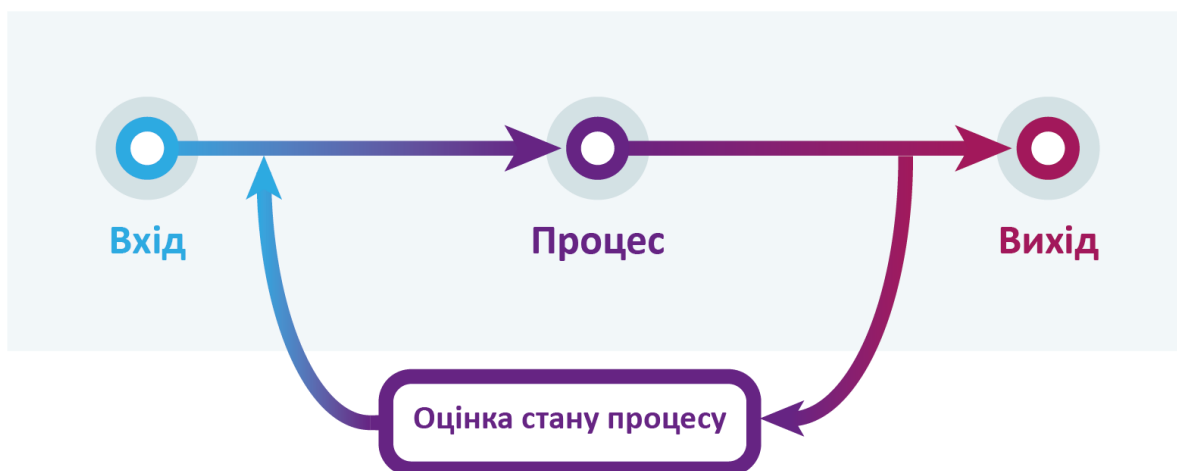 Вхід
Процес
Вихід
Оцінка стану процесу